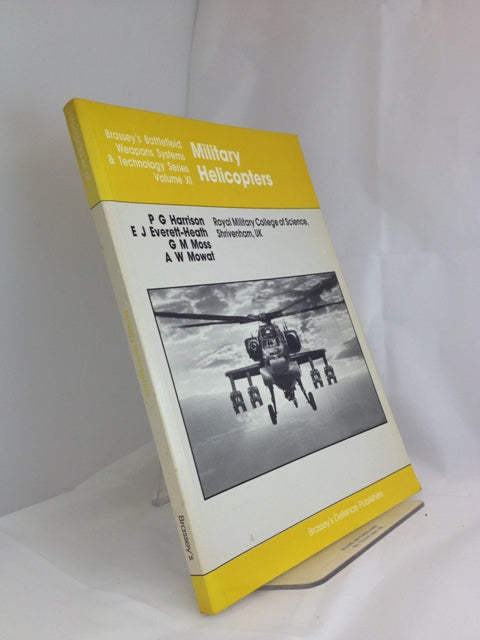 Brassey's Battlefield
Weapons Systems
& Technology Series
Volume XI
Military
Helicopters
P G Harrison
E J Everett-Heath
G M Moss
A W Mowat
Royal Military College of Science,
Shrivenham, UK
Brassey's Defence Publishers
Brassey's